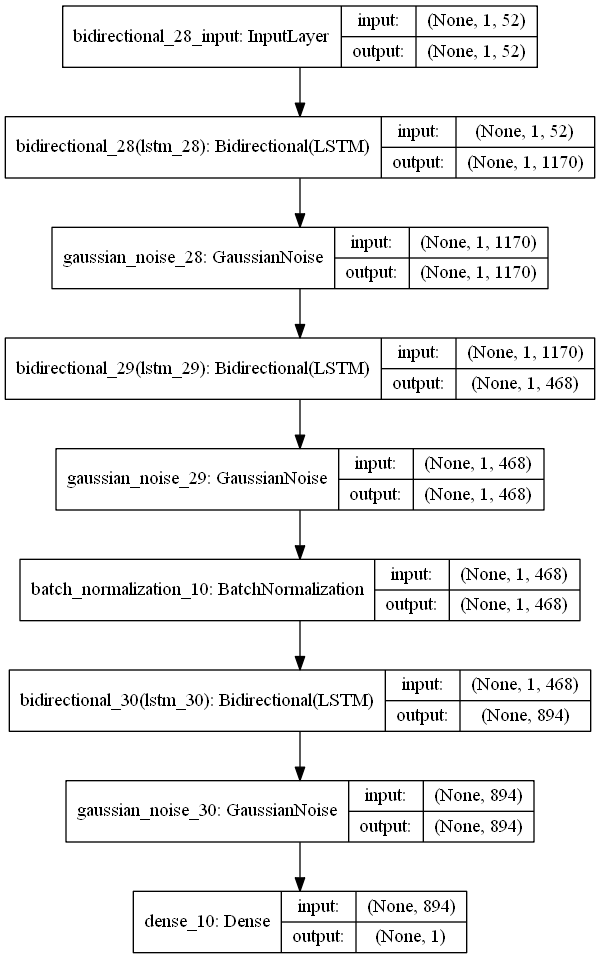 bidirectional_28_input: InputLayer
input: (None, 1, 52)
output: (None, 1, 52)
bidirectional_28(lstm_28): Bidirectional(LSTM)
input: (None, 1, 52)
output: (None, 1, 1170)
gaussian_noise_28: GaussianNoise
input: (None, 1, 1170)
output: (None, 1, 1170)
bidirectional_29(lstm_29): Bidirectional(LSTM)
input: (None, 1, 1170)
output: (None, 1, 468)
gaussian_noise_29: GaussianNoise
input: (None, 1, 468)
output: (None, 1, 468)
batch_normalization_10: BatchNormalization
input: (None, 1, 468)
output: (None, 1, 468)
bidirectional_30(lstm_30): Bidirectional(LSTM)
input: (None, 1, 468)
output: (None, 894)
gaussian_noise_30: GaussianNoise
input: (None, 894)
output: (None, 894)
dense_10: Dense
input: (None, 894)
output: (None, 1)